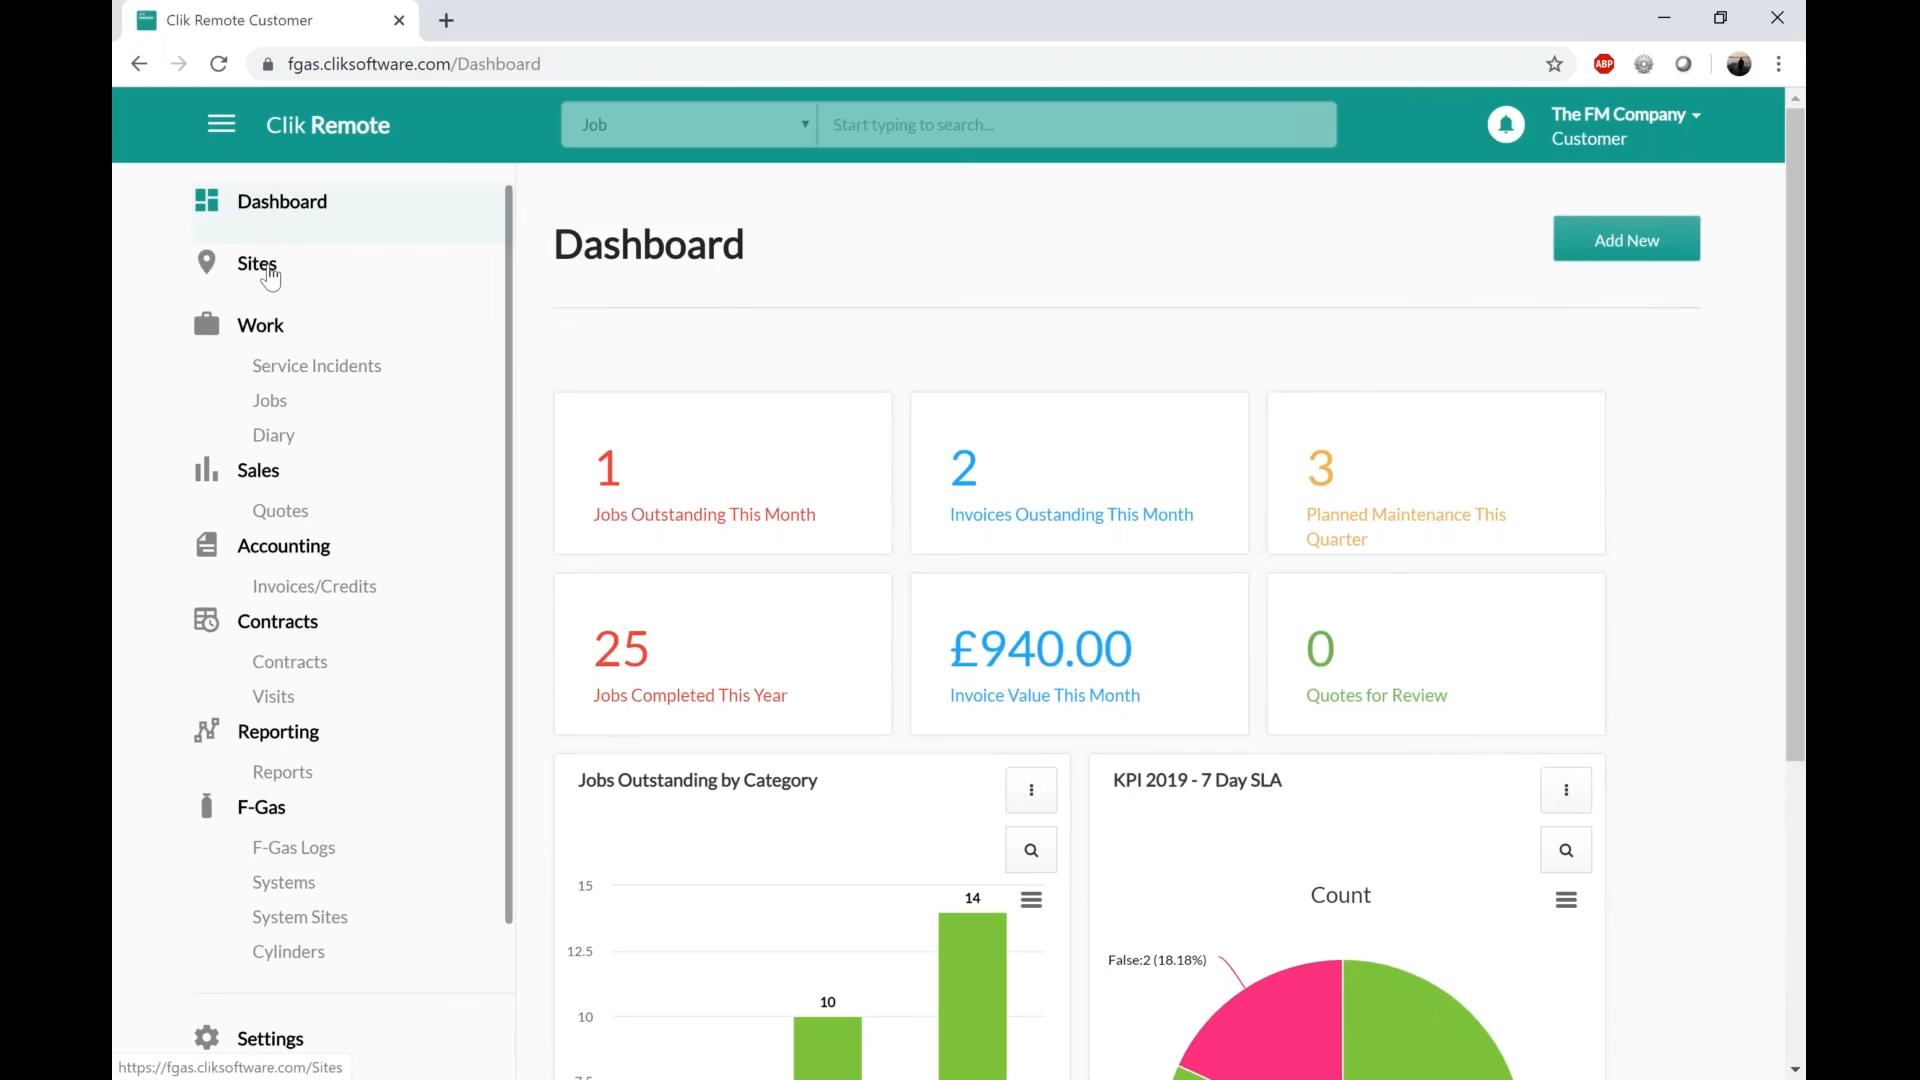 Clik Remote Customer
fgas.cliksoftware.com/Dashboard
ABP
Clik Remote
Job
Start typing to search...
The FM Company
Customer
Dashboard
Sites
Work
Service Incidents
Jobs
Diary
Sales
Quotes
Accounting
Invoices/Credits
Contracts
Contracts
Visits
Reporting
Reports
F-Gas
F-Gas Logs
Systems
System Sites
Cylinders
Settings
https://fgas.cliksoftware.com/Sites
Dashboard
Add New
1
Jobs Outstanding This Month
2
Invoices Oustanding This Month
3
Planned Maintenance This
Quarter
25
Jobs Completed This Year
£940.00
Invoice Value This Month
0
Quotes for Review
Jobs Outstanding by Category
15
14
12.5
10
10
KPI 2019 - 7 Day SLA
Count
False:2 (18.18%)